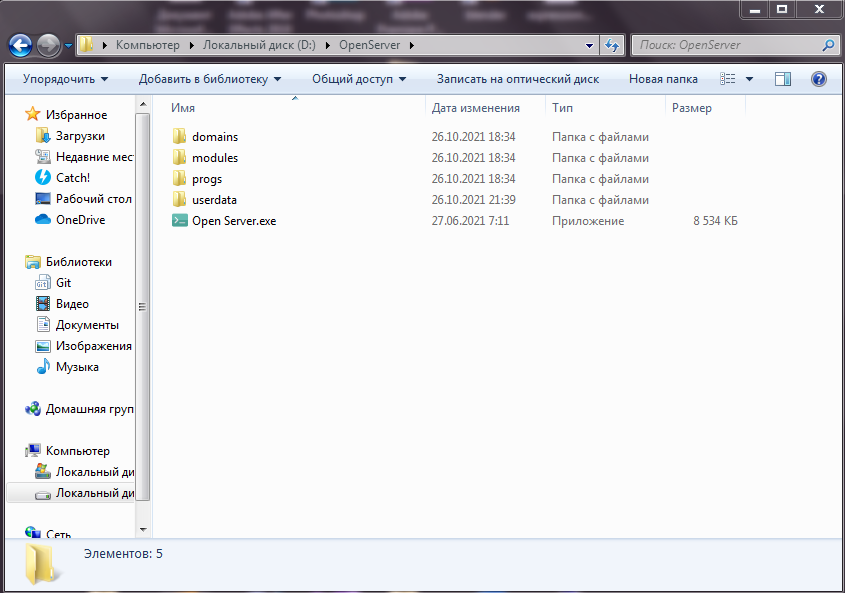 Компьютер Локальный диск (D:) OpenServer
Поиск: OpenServer
Упорядочить Добавить в библиотеку Общий доступ Записать на оптический диск Новая папка
Имя Дата изменения Тип Размер
domains 26.10.2021 18:34 Папка с файлами
modules 26.10.2021 18:34 Папка с файлами
progs 26.10.2021 18:34 Папка с файлами
userdata 26.10.2021 21:39 Папка с файлами
Open Server.exe 27.06.2021 7:11 Приложение 8 534 КБ
Избранное
Загрузки
Недавние мес
Catch!
Рабочий стол
OneDrive
Библиотеки
Git
Видео
Документы
Изображения
Музыка
Домашняя груп
Компьютер
Локальный ди
Локальный ди
Сеть
Элементов: 5